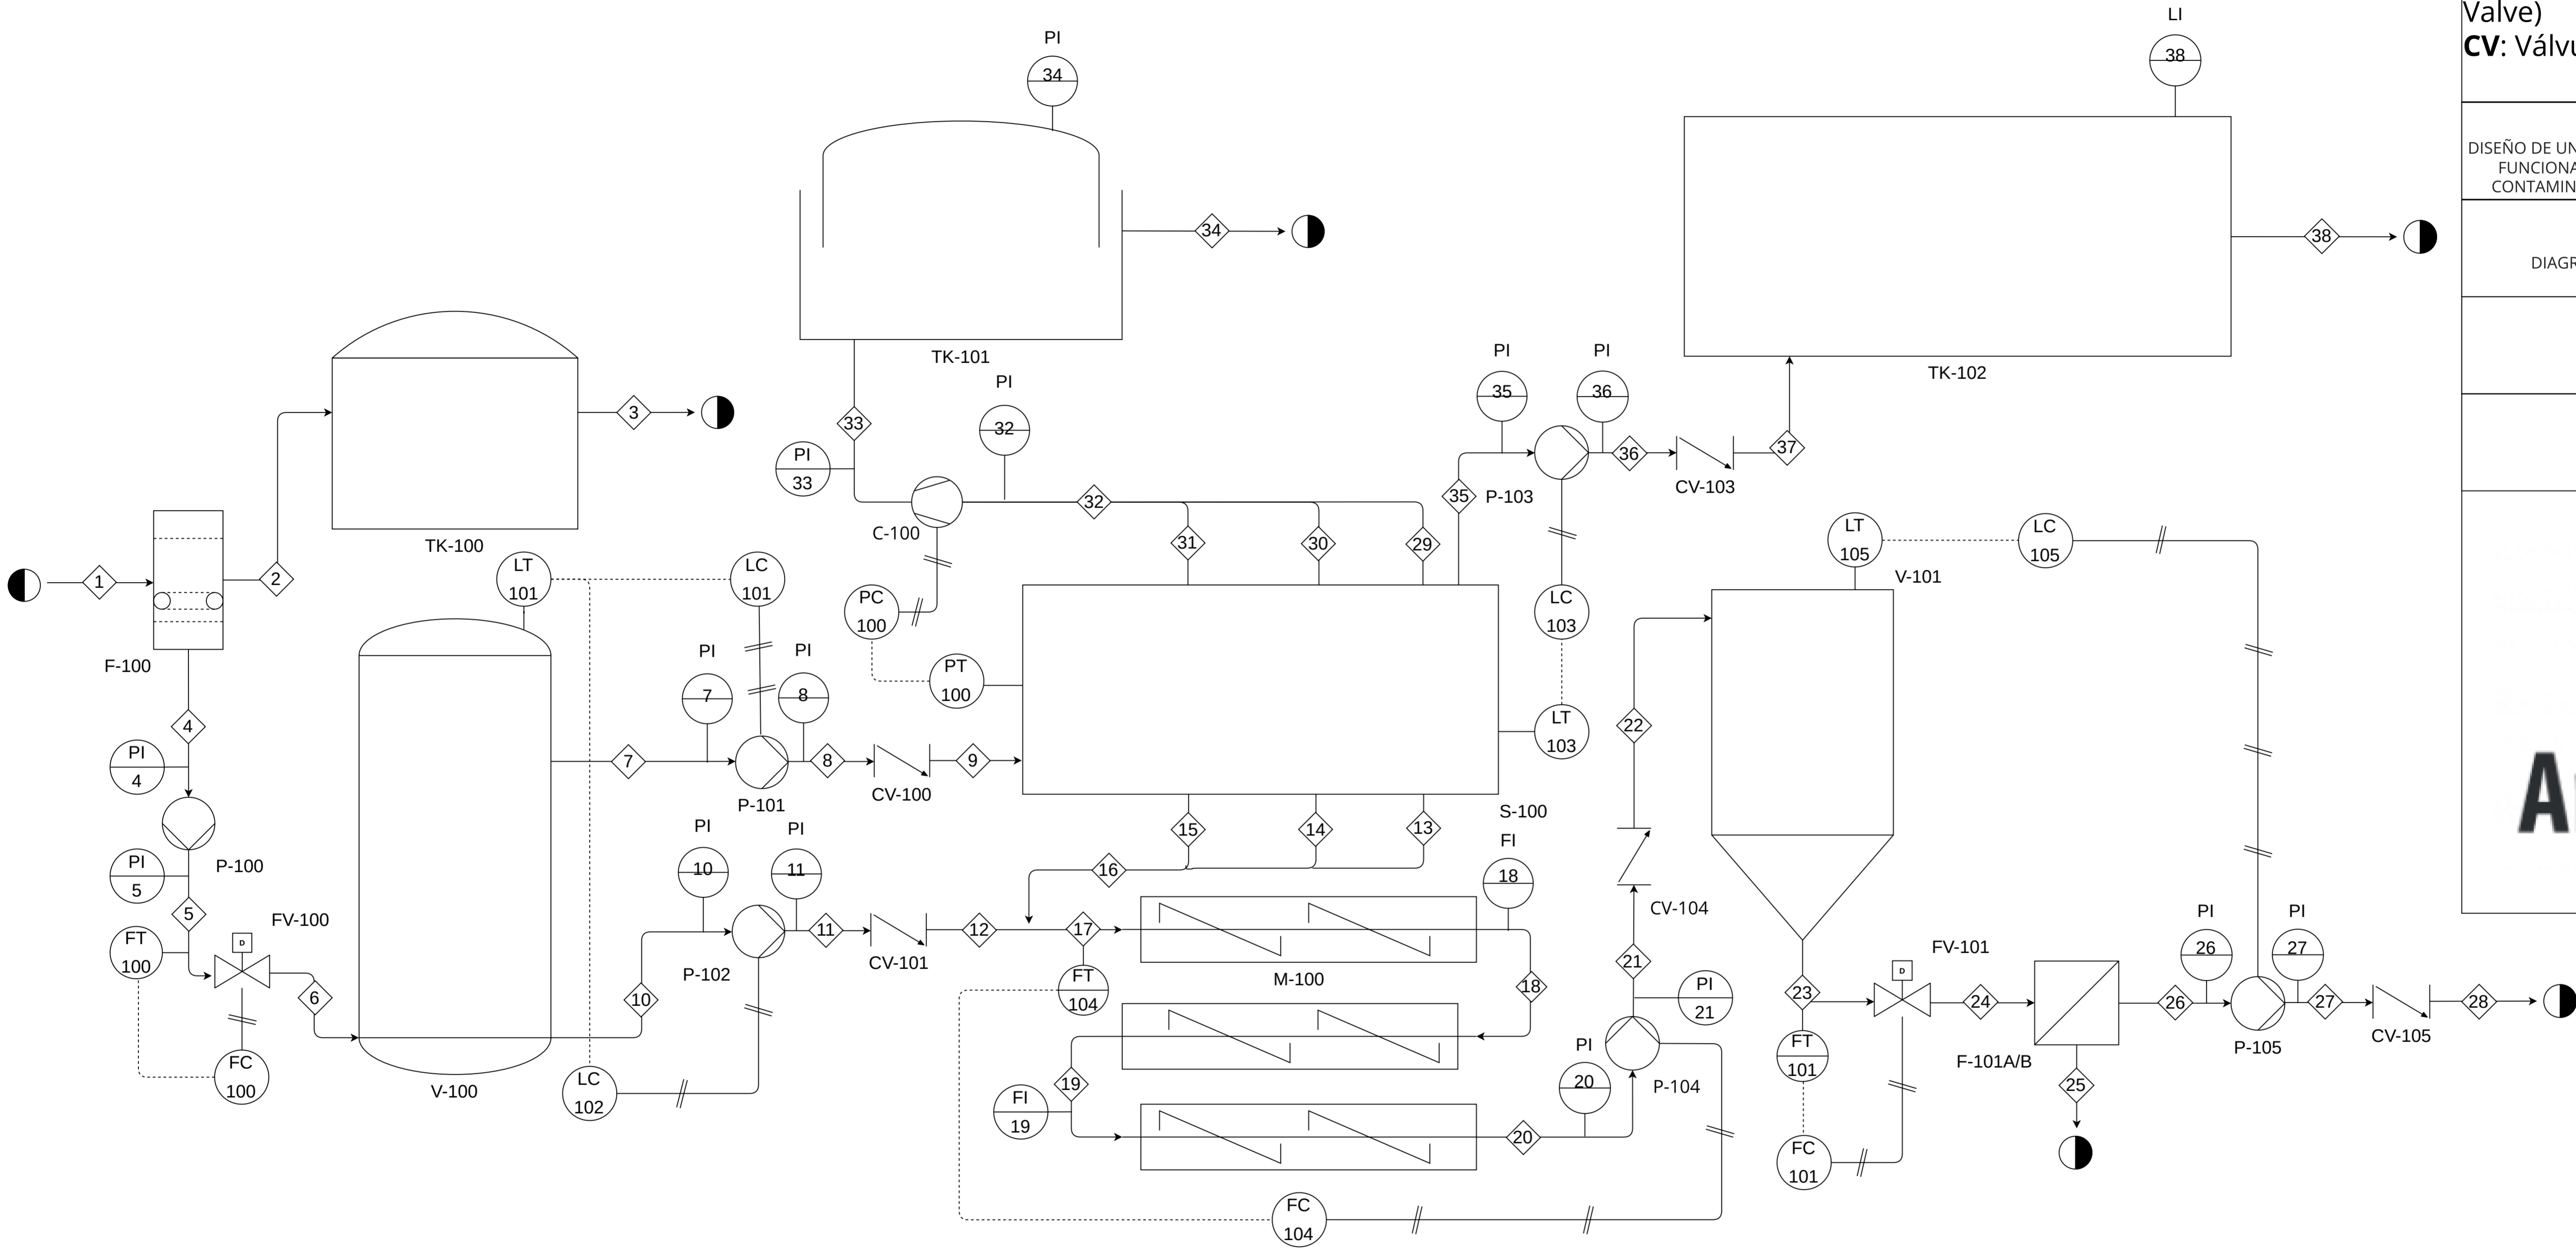 LI
38
Valve)
CV: Válvu
PI
34
DISEÑO DE UN
FUNCIONA
CONTAMIN
34
38
DIAGR
TK-101
PI
PI
PI
TK-102
3
33
32
35
36
PI
33
36
37
CV-103
TK-100
32
35
P-103
C-100
31
30
29
LT
105
LC
105
V-101
1
2
LT
101
LC
101
PC
100
LC
103
F-100
PI
PI
7
8
PT
100
4
22
LT
103
PI
4
7
8
9
P-101
CV-100
S-100
15
14
13
PI
PI
FI
P-100
PI
5
10
11
16
18
5
FV-100
CV-104
PI
PI
FT
100
D
11
12
17
26
27
P-102
CV-101
FV-101
D
M-100
21
6
10
FT
104
18
PI
21
23
24
26
27
28
PI
FT
101
F-101A/B
P-105
CV-105
FC
100
V-100
LC
102
19
FI
19
20
P-104
25
20
FC
101
FC
104
A